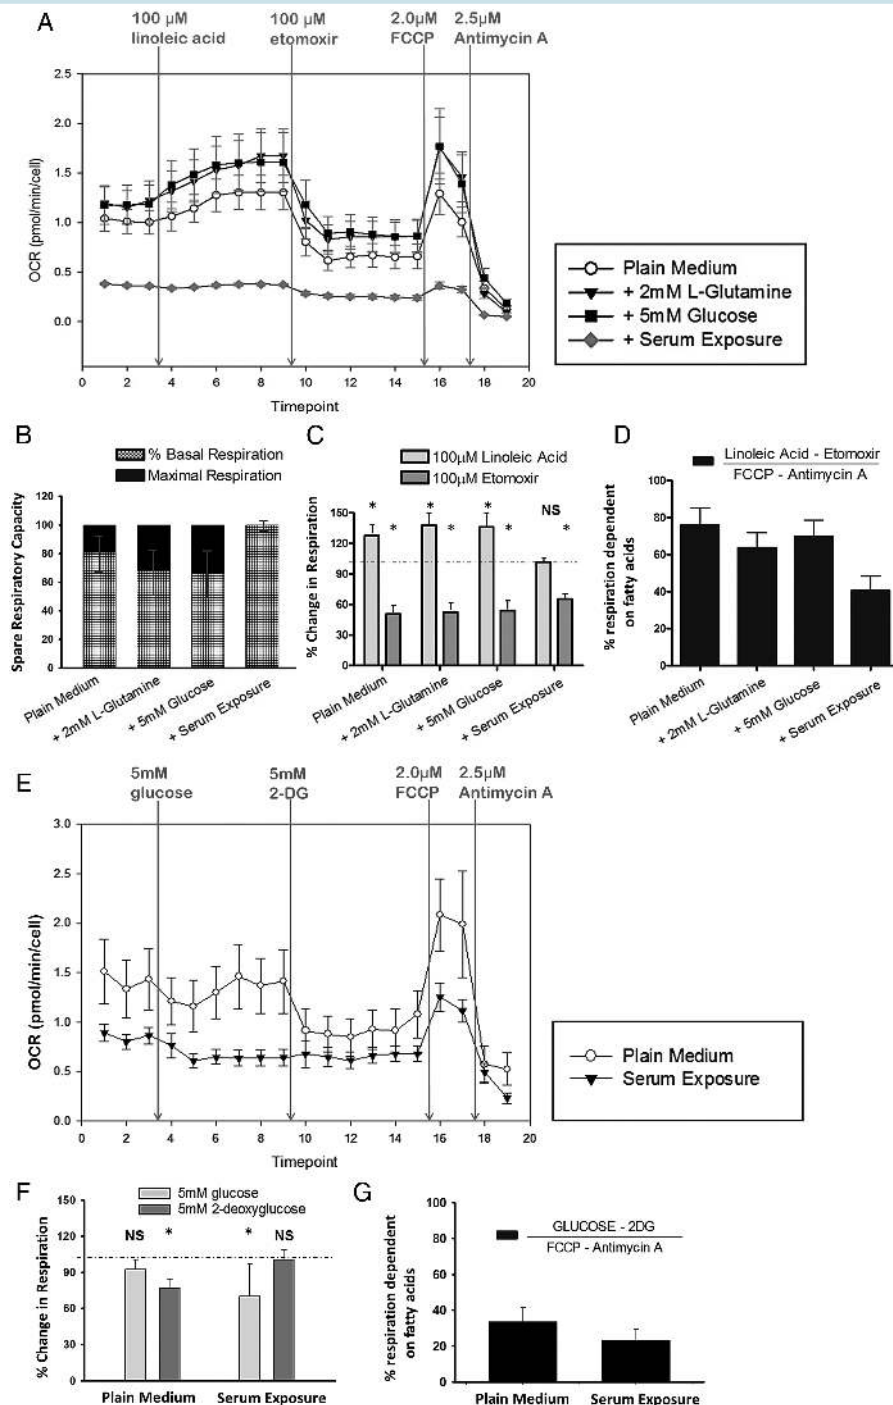 A
100 µM
linoleic acid
100 µM
etomoxir
2.0µM
FCCP
2.5µM
Antimycin A
OCR (pmol/min/cell)
2.5
2.0
1.5
1.0
0.5
0.0
0 2 4 6 8 10 12 14 16 18 20
Timepoint
Plain Medium
+ 2mM L-Glutamine
+ 5mM Glucose
+ Serum Exposure
B
% Basal Respiration
Maximal Respiration
Spare Respiratory Capacity
120
100
80
60
40
20
0
Plain Medium
+ 2mM L-Glutamine
+ 5mM Glucose
+ Serum Exposure
C
100µM Linoleic Acid
100µM Etomoxir
% Change in Respiration
150
120
90
60
30
0
* * * * * * NS *
Plain Medium
+ 2mM L-Glutamine
+ 5mM Glucose
+ Serum Exposure
D
Linoleic Acid - Etomoxir
FCCP - Antimycin A
% respiration dependent
on fatty acids
100
80
60
40
20
0
Plain Medium
+ 2mM L-Glutamine
+ 5mM Glucose
+ Serum Exposure
E
5mM
glucose
5mM
2-DG
2.0µM
FCCP
2.5µM
Antimycin A
OCR (pmol/min/cell)
3.0
2.5
2.0
1.5
1.0
0.5
0.0
0 2 4 6 8 10 12 14 16 18 20
Timepoint
Plain Medium
Serum Exposure
F
5mM glucose
5mM 2-deoxyglucose
% Change in Respiration
150
120
90
60
30
0
NS * * NS
Plain Medium Serum Exposure
G
GLUCOSE - 2DG
FCCP - Antimycin A
% respiration dependent
on fatty acids
100
80
60
40
20
0
Plain Medium Serum Exposure